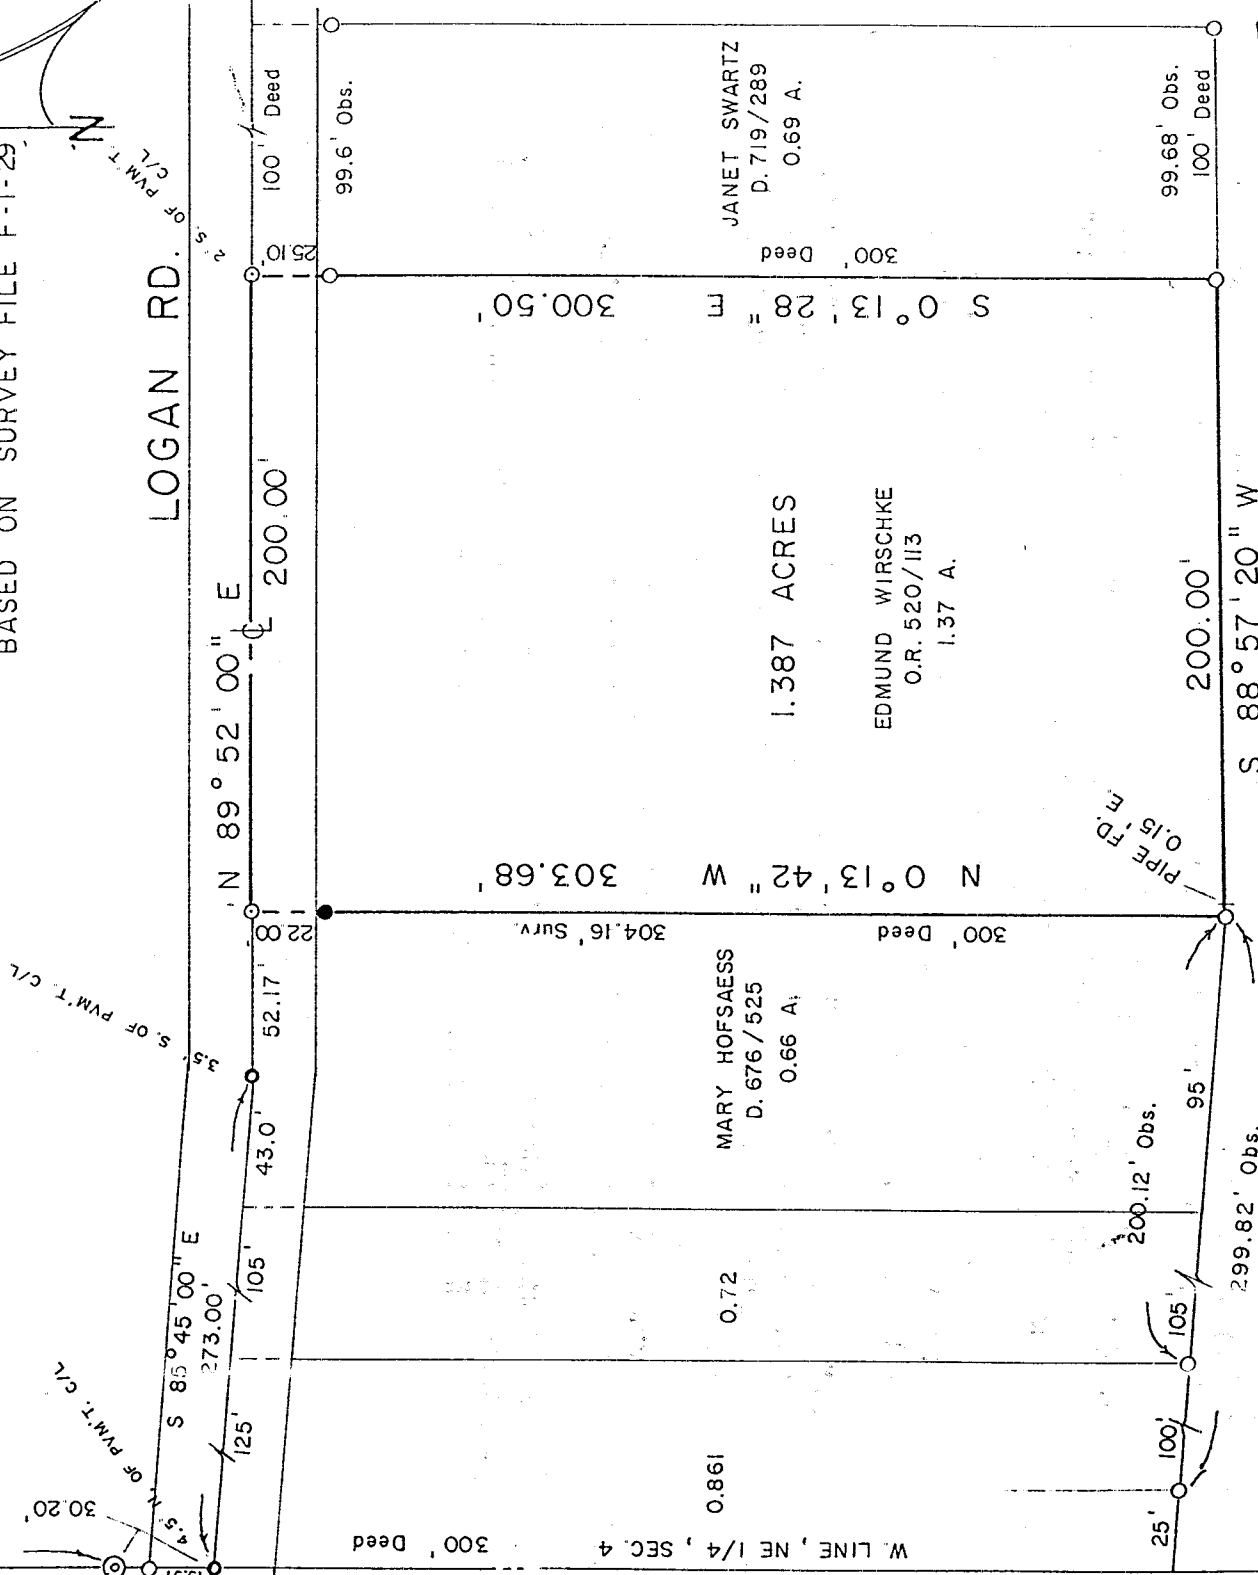 BASED ON SURVEY FILE F-1-29
N
LOGAN RD.
2' S. OF PVM'T. C/L
3.5' S. OF PVM'T. C/L
4.5' N. OF PVM'T. C/L
30.20'
S 85°45'00" E
273.00'
125'
105'
43.0'
52.17'
N 89°52'00" E
200.00'
100' Deed
22.00'
25.10'
99.6' Obs.
W. LINE, NE 1/4, SEC. 4
300' Deed
0.861
0.72
MARY HOFSAESS
D. 676/525
0.66 A.
304.16' Surv.
300' Deed
N 0°13'42" W 303.68'
1.387 ACRES
EDMUND WIRSCHKE
O.R. 520/113
1.37 A.
S 0°13'28" E 300.50'
300' Deed
JANET SWARTZ
D. 719/289
0.69 A.
99.68' Obs.
100' Deed
PIPE FD.
0.15' E.
25'
100'
105'
200.12' Obs.
95'
299.82' Obs.
200.00'
S 88°57'20" W